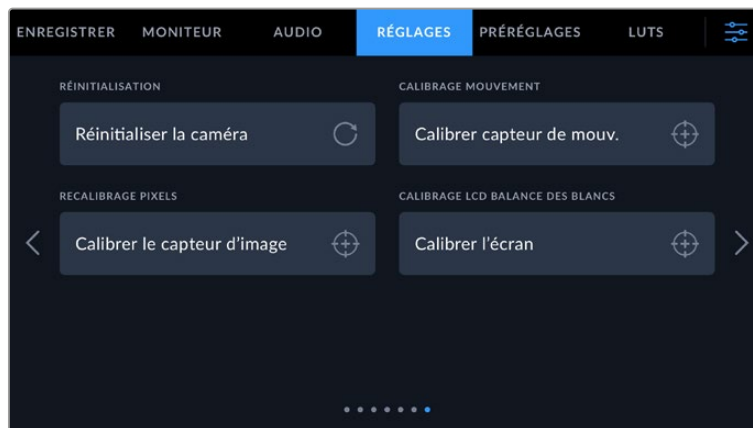 ENREGISTRER MONITEUR AUDIO RÉGLAGES PRÉRÉGLAGES LUTS
RÉINITIALISATION CALIBRAGE MOUVEMENT
Réinitialiser la caméra Calibrer capteur de mouv.
RECALIBRAGE PIXELS CALIBRAGE LCD BALANCE DES BLANCS
Calibrer le capteur d'image Calibrer l'écran